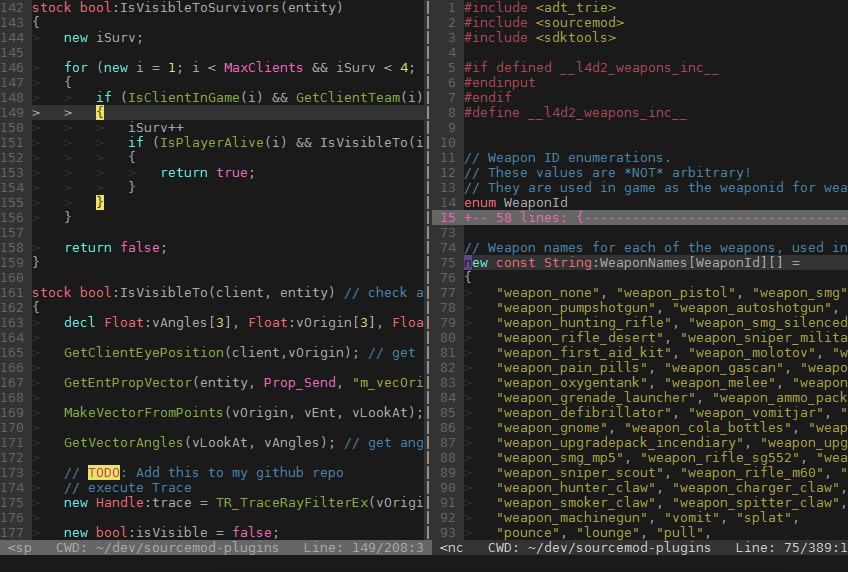 142 stock bool:IsVisibleToSurvivors(entity)
143 {
144 > new iSurv;
145
146 > for (new i = 1; i < MaxClients && iSurv < 4;
147 > {
148 > > if (IsClientInGame(i) && GetClientTeam(i)
149 > > {
150 > > > iSurv++
151 > > > if (IsPlayerAlive(i) && IsVisibleTo(i
152 > > > {
153 > > > > return true;
154 > > > }
155 > > }
156 > }
157
158 > return false;
159 }
160
161 stock bool:IsVisibleTo(client, entity) // check a
162 {
163 > decl Float:vAngles[3], Float:vOrigin[3], Floa
164
165 > GetClientEyePosition(client,vOrigin); // get
166
167 > GetEntPropVector(entity, Prop_Send, "m_vecOri
168
169 > MakeVectorFromPoints(vOrigin, vEnt, vLookAt);
170
171 > GetVectorAngles(vLookAt, vAngles); // get ang
172
173 > // TODO: Add this to my github repo
174 > // execute Trace
175 > new Handle:trace = TR_TraceRayFilterEx(vOrigi
176
177 > new bool:isVisible = false;
<sp CWD: ~/dev/sourcemod-plugins Line: 149/208:3
1 #include <adt_trie>
2 #include <sourcemod>
3 #include <sdktools>
4
5 #if defined __l4d2_weapons_inc__
6 #endinput
7 #endif
8 #define __l4d2_weapons_inc__
9
10
11 // Weapon ID enumerations.
12 // These values are *NOT* arbitrary!
13 // They are used in game as the weaponid for wea
14 enum WeaponId
15 +-- 58 lines: {---------------------------------
73
74 // Weapon names for each of the weapons, used in
75 new const String:WeaponNames[WeaponId][] =
76 {
77 > "weapon_none", "weapon_pistol", "weapon_smg"
78 > "weapon_pumpshotgun", "weapon_autoshotgun",
79 > "weapon_hunting_rifle", "weapon_smg_silenced
80 > "weapon_rifle_desert", "weapon_sniper_milita
81 > "weapon_first_aid_kit", "weapon_molotov", "w
82 > "weapon_pain_pills", "weapon_gascan", "weapo
83 > "weapon_oxygentank", "weapon_melee", "weapon
84 > "weapon_grenade_launcher", "weapon_ammo_pack
85 > "weapon_defibrillator", "weapon_vomitjar", "
86 > "weapon_gnome", "weapon_cola_bottles", "weap
87 > "weapon_upgradepack_incendiary", "weapon_upg
88 > "weapon_smg_mp5", "weapon_rifle_sg552", "wea
89 > "weapon_sniper_scout", "weapon_rifle_m60", "
90 > "weapon_hunter_claw", "weapon_charger_claw",
91 > "weapon_smoker_claw", "weapon_spitter_claw",
92 > "weapon_machinegun", "vomit", "splat",
93 > "pounce", "lounge", "pull",
<nc CWD: ~/dev/sourcemod-plugins Line: 75/389:1